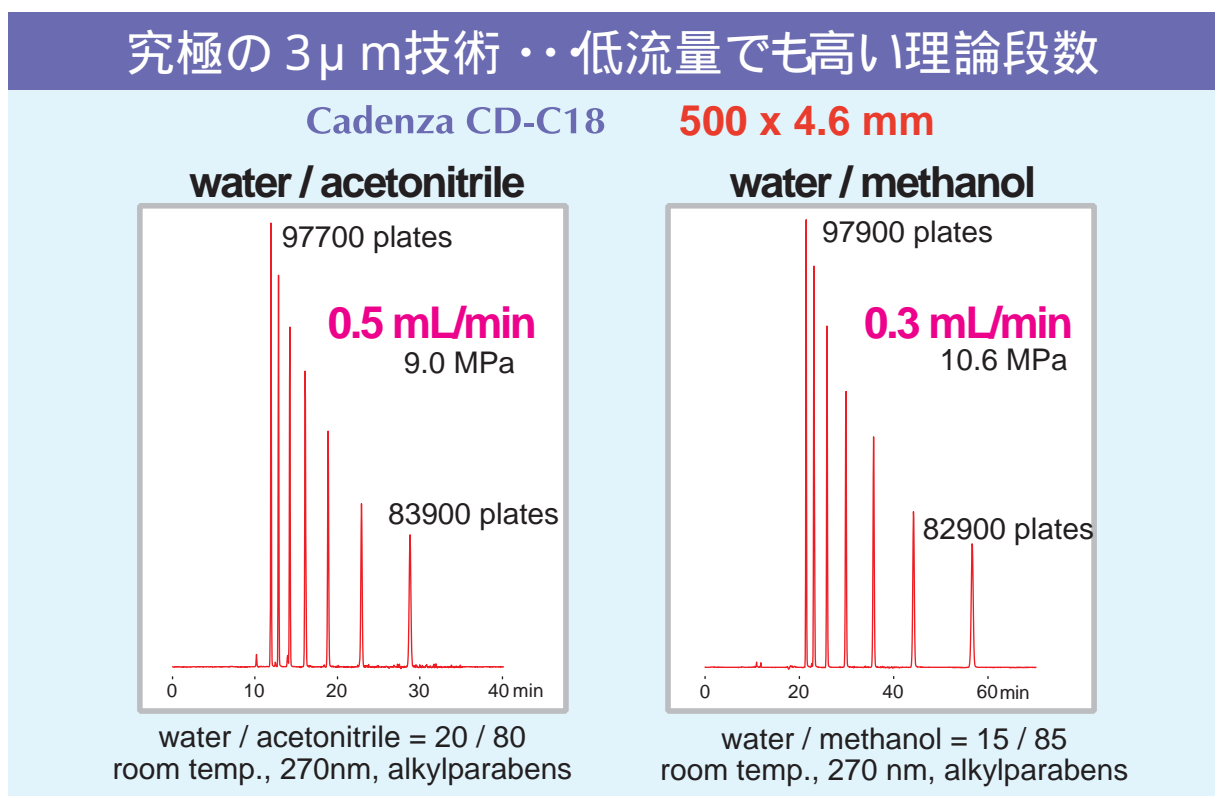 究極の3μm技術・・・低流量でも高い理論段数
Cadenza CD-C18 500 x 4.6 mm
water / acetonitrile
97700 plates
0.5 mL/min
9.0 MPa
83900 plates
0 10 20 30 40 min
water / acetonitrile = 20 / 80
room temp., 270nm, alkylparabens
water / methanol
97900 plates
0.3 mL/min
10.6 MPa
82900 plates
0 20 40 60 min
water / methanol = 15 / 85
room temp., 270 nm, alkylparabens